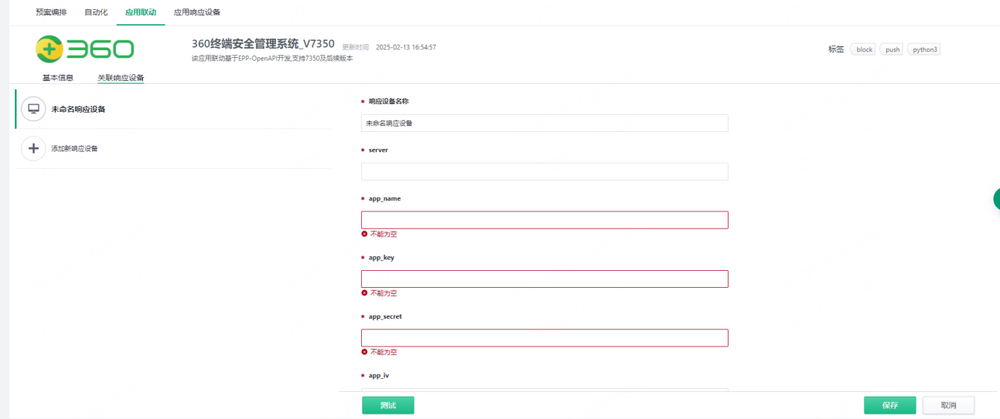 预案编排 自动化 应用联动 应用响应设备
360 360终端安全管理系统_V7350 更新时间 2025-02-13 16:54:57
该应用联动基于EPP-OpenAPI开发,支持7350及后续版本
标签 block push python3
基本信息 关联响应设备
未命名响应设备
添加新响应设备
* 响应设备名称
未命名响应设备
* server
* app_name
不能为空
* app_key
不能为空
* app_secret
不能为空
* app_iv
测试 保存 取消